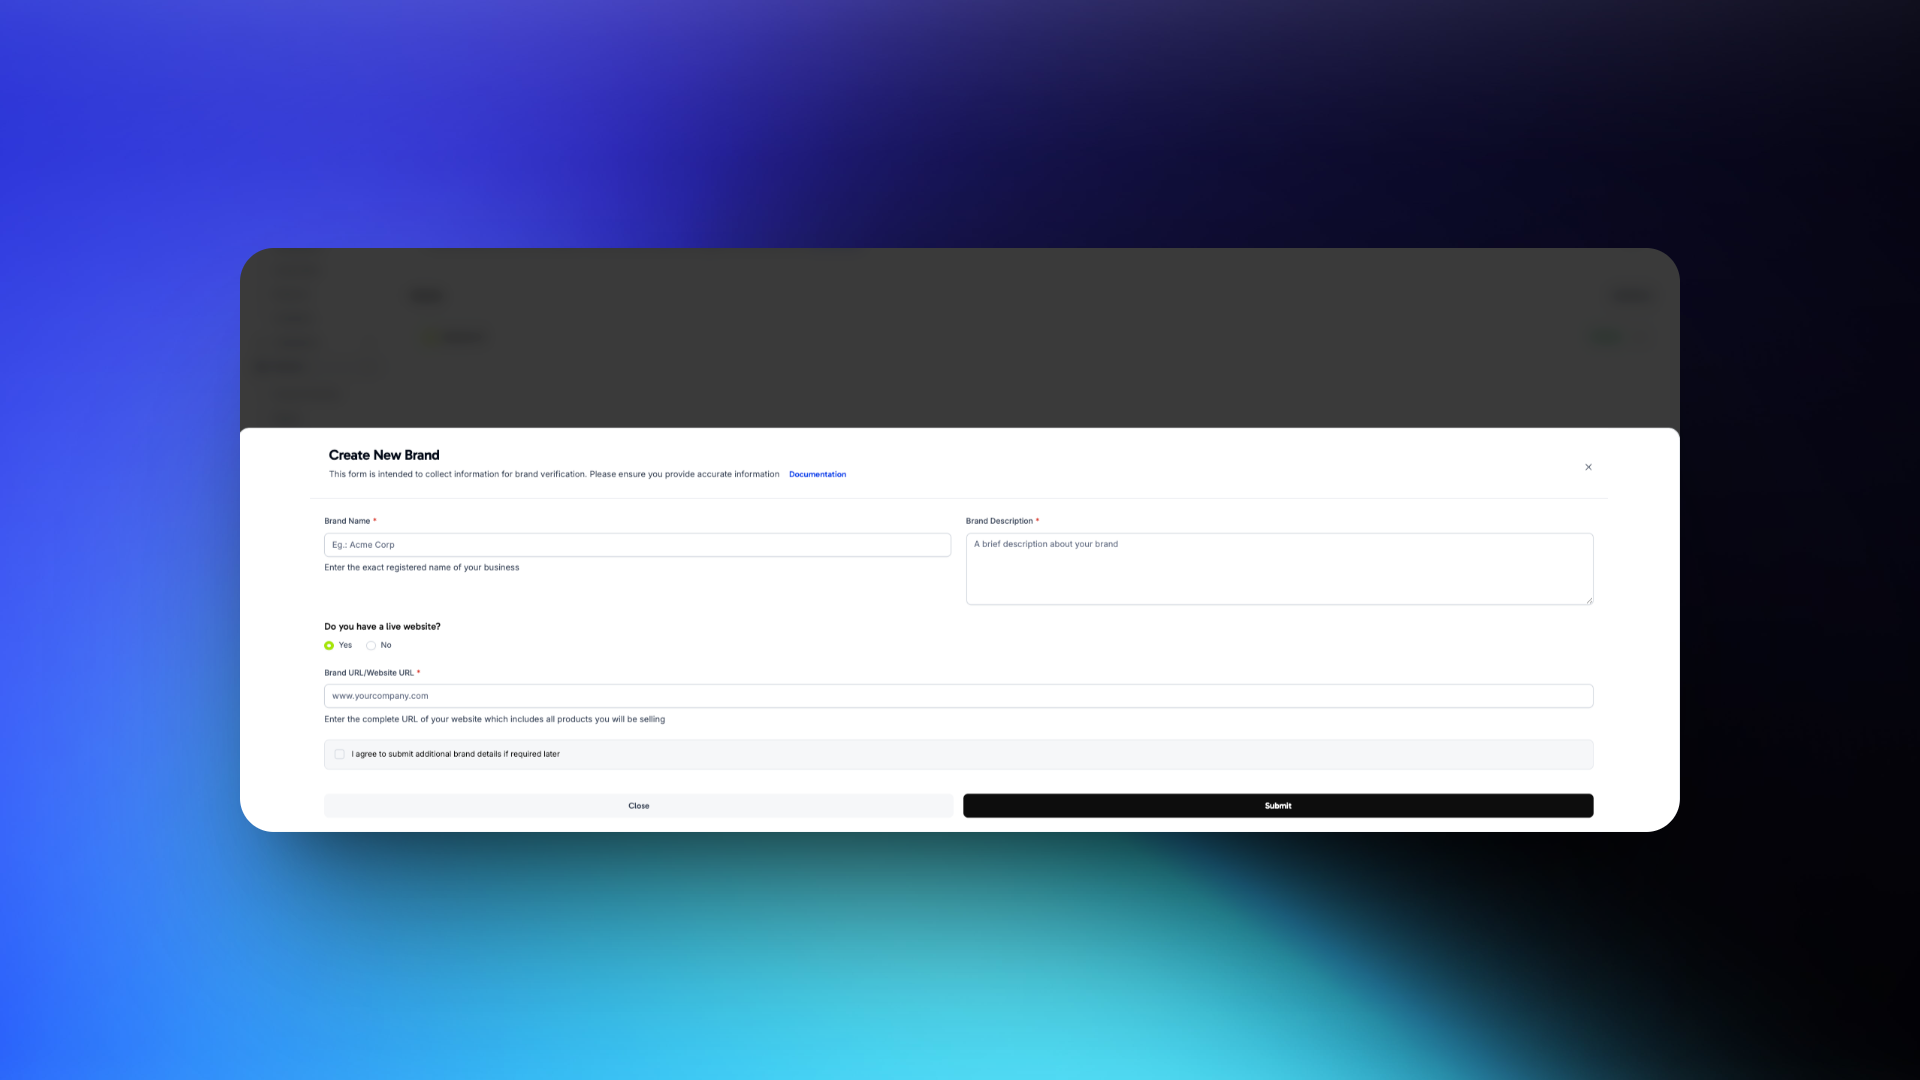 Create New Brand
This form is intended to collect information for brand verification. Please ensure you provide accurate information Documentation
Brand Name *
Eg.: Acme Corp
Enter the exact registered name of your business
Brand Description *
A brief description about your brand
Do you have a live website?
Yes No
Brand URL/Website URL *
www.yourcompany.com
Enter the complete URL of your website which includes all products you will be selling
I agree to submit additional brand details if required later
Close Submit